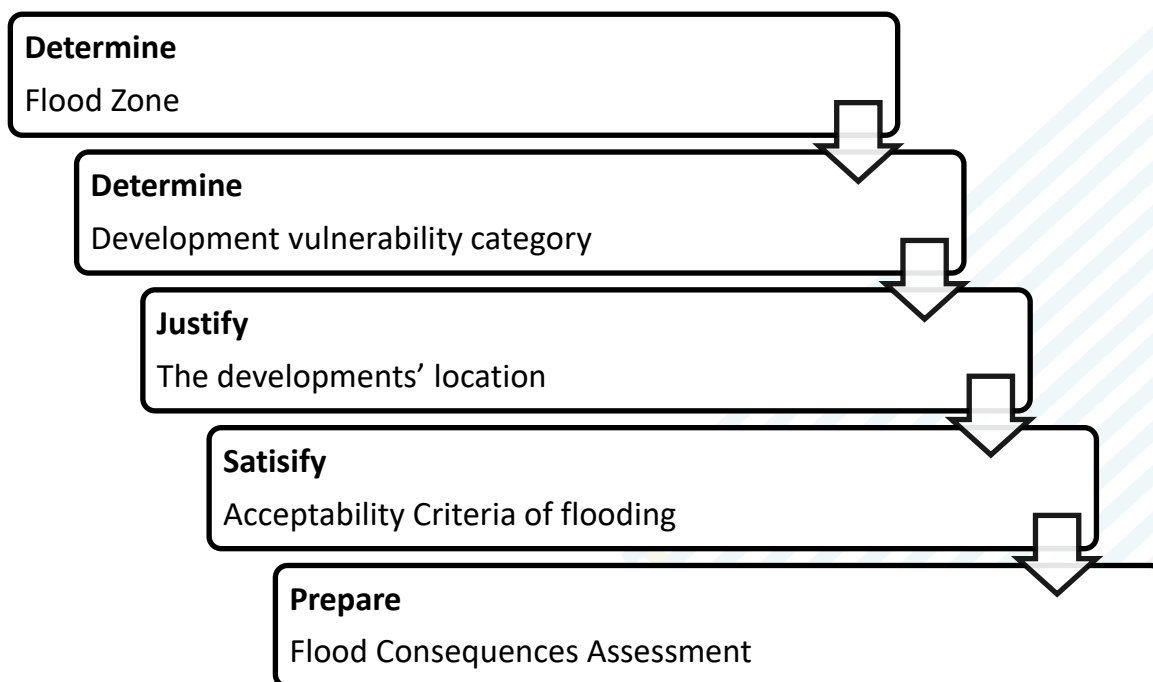 Determine
Flood Zone
Determine
Development vulnerability category
Justify
The developments’ location
Satisify
Acceptability Criteria of flooding
Prepare
Flood Consequences Assessment